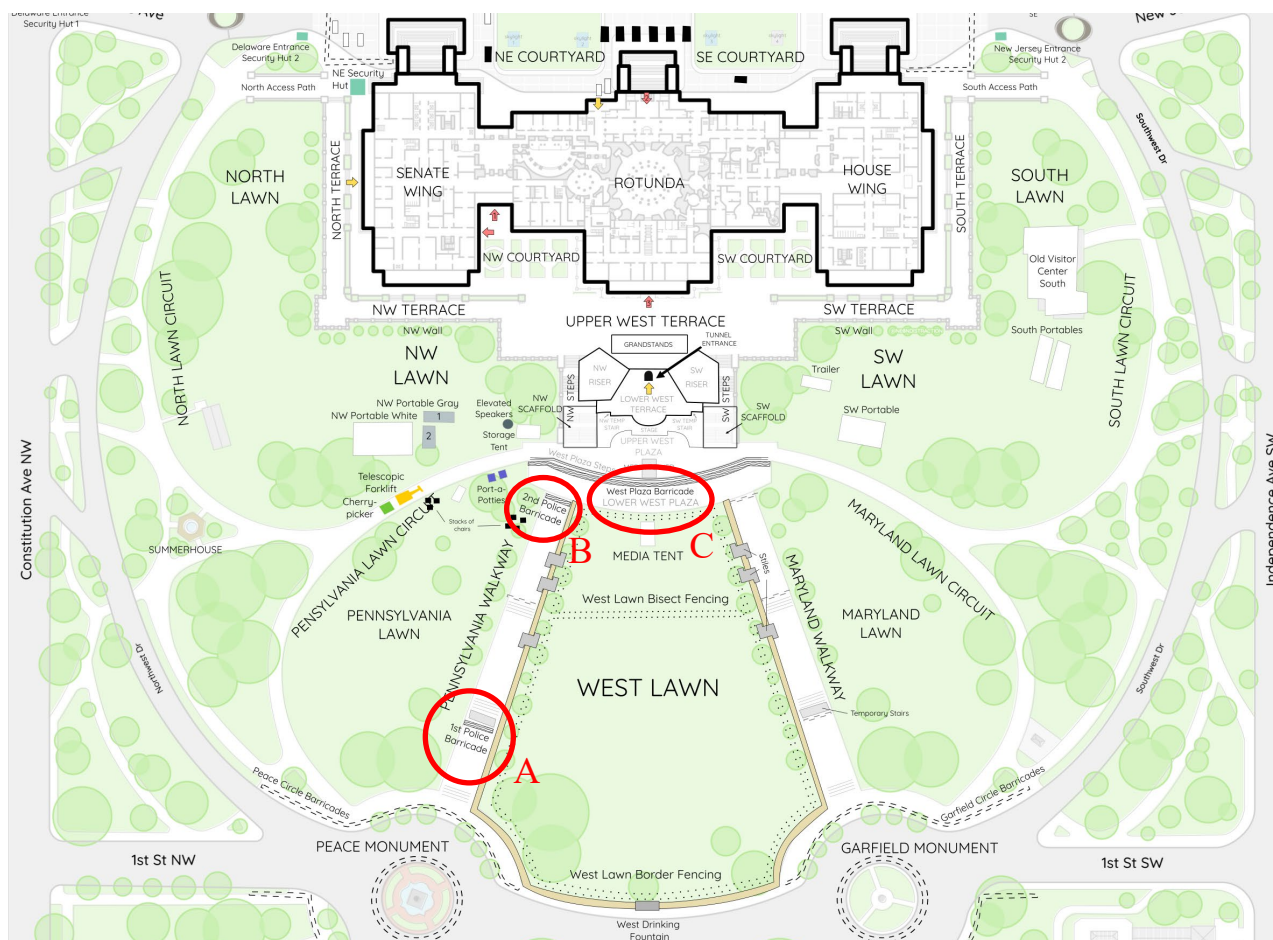 Delaware Entrance
Security Hut 1
Ave
SE
New
Delaware Entrance
Security Hut 2
NE COURTYARD
SE COURTYARD
New Jersey Entrance
Security Hut 2
NE Security
Hut
North Access Path
South Access Path
Southwest Dr
NORTH
LAWN
NORTH TERRACE
SENATE
WING
ROTUNDA
HOUSE
WING
SOUTH TERRACE
SOUTH
LAWN
NW COURTYARD
SW COURTYARD
Old Visitor
Center
South
NORTH LAWN CIRCUIT
SOUTH LAWN CIRCUIT
NW TERRACE
UPPER WEST TERRACE
SW TERRACE
NW Wall
SW Wall
South Portables
TUNNEL
ENTRANCE
GRANDSTANDS
NW
LAWN
SW
LAWN
NW
RISER
SW
RISER
Trailer
NW STEPS
SW STEPS
LOWER WEST
TERRACE
NW Portable Gray
NW Portable White
1
2
Elevated
Speakers
Storage
Tent
NW
SCAFFOLD
SW
SCAFFOLD
SW Portable
NW TEMP
STAIR
STAGE
SW TEMP
STAIR
UPPER WEST
PLAZA
West Plaza Steps
Telescopic
Forklift
Cherry-
picker
Port-a-
Potties
Stacks of
chairs
2nd Police
Barricade
West Plaza Barricade
LOWER WEST PLAZA
B
C
Constitution Ave NW
Independence Ave SW
SUMMERHOUSE
MEDIA TENT
Stiles
PENSYLVANIA LAWN CIRCUIT
MARYLAND LAWN CIRCUIT
PENNSYLVANIA
LAWN
PENNSYLVANIA WALKWAY
West Lawn Bisect Fencing
MARYLAND WALKWAY
MARYLAND
LAWN
Northwest Dr
Southwest Dr
WEST LAWN
Temporary Stairs
1st Police
Barricade
A
Peace Circle Barricades
Garfield Circle Barricades
PEACE MONUMENT
GARFIELD MONUMENT
1st St NW
1st St SW
West Lawn Border Fencing
West Drinking
Fountain